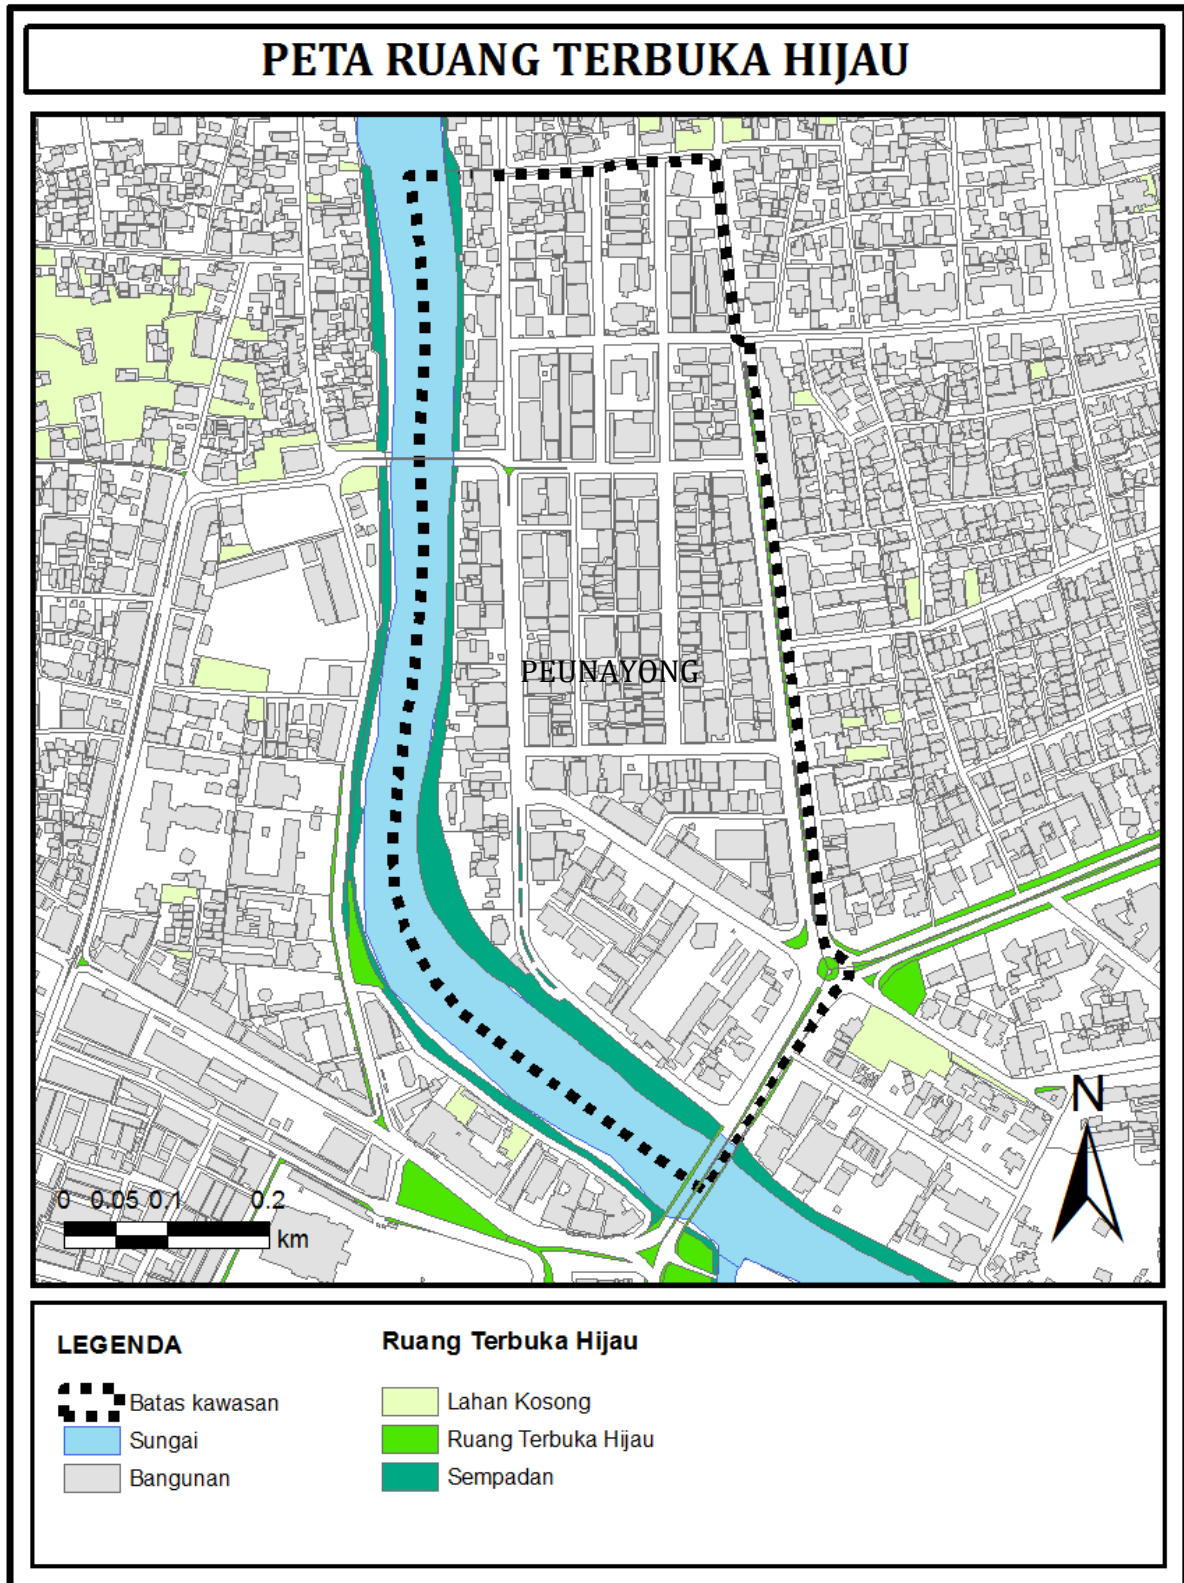 PETA RUANG TERBUKA HIJAU
PEUNAYONG
N
0 0.05 0.1 0.2
km
LEGENDA
Batas kawasan
Sungai
Bangunan
Ruang Terbuka Hijau
Lahan Kosong
Ruang Terbuka Hijau
Sempadan